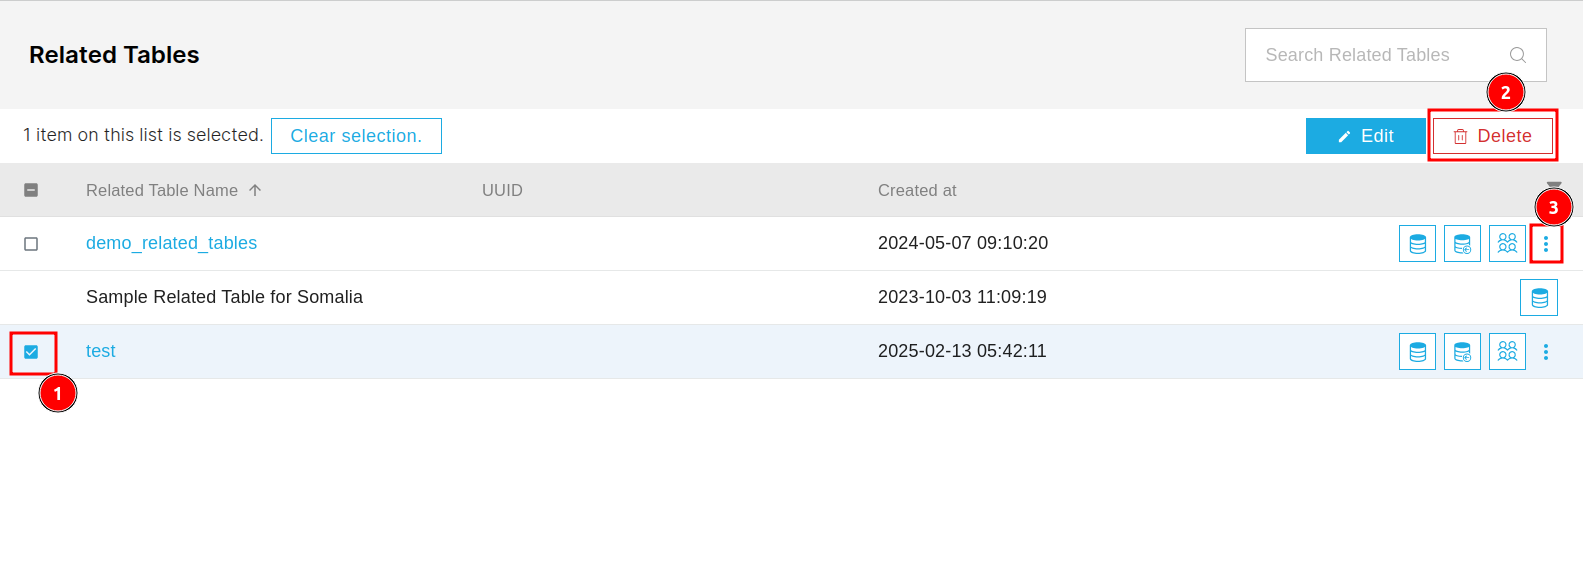 Related Tables
Search Related Tables
2
1 item on this list is selected. Clear selection. Edit Delete
Related Table Name UUID Created at
3
demo_related_tables 2024-05-07 09:10:20
Sample Related Table for Somalia 2023-10-03 11:09:19
test 2025-02-13 05:42:11
1